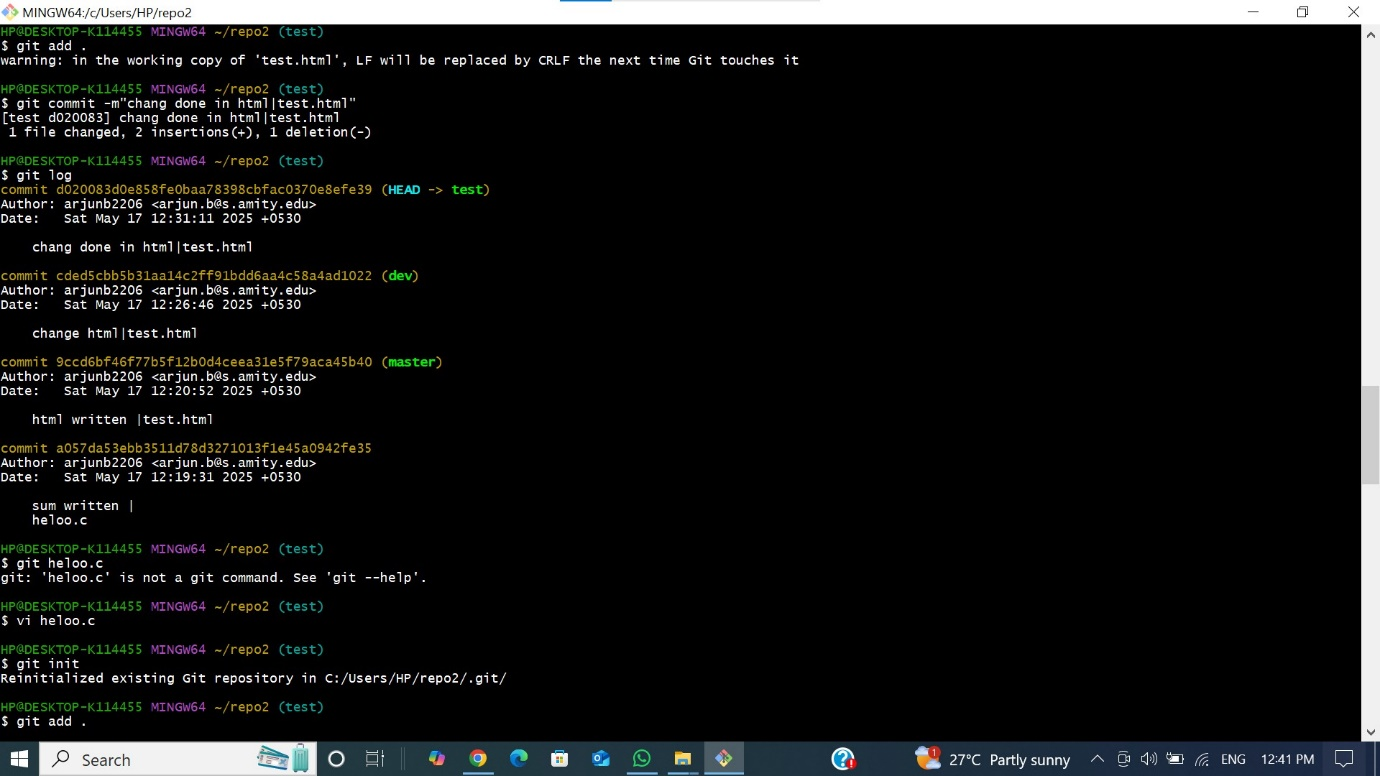 MINGW64:/c/Users/HP/repo2
HP@DESKTOP-K114455 MINGW64 ~/repo2 (test)
$ git add .
warning: in the working copy of 'test.html', LF will be replaced by CRLF the next time Git touches it
HP@DESKTOP-K114455 MINGW64 ~/repo2 (test)
$ git commit -m"chang done in html|test.html"
[test d020083] chang done in html|test.html
1 file changed, 2 insertions(+), 1 deletion(-)
HP@DESKTOP-K114455 MINGW64 ~/repo2 (test)
$ git log
commit d020083d0e858fe0baa78398cbfac0370e8efe39 (HEAD -> test)
Author: arjunb2206 <arjun.b@s.amity.edu>
Date:   Sat May 17 12:31:11 2025 +0530
chang done in html|test.html
commit cded5cbb5b31aa14c2ff91bdd6aa4c58a4ad1022 (dev)
Author: arjunb2206 <arjun.b@s.amity.edu>
Date:   Sat May 17 12:26:46 2025 +0530
change html|test.html
commit 9ccd6bf46f77b5f12b0d4ceea31e5f79aca45b40 (master)
Author: arjunb2206 <arjun.b@s.amity.edu>
Date:   Sat May 17 12:20:52 2025 +0530
html written |test.html
commit a057da53ebb3511d78d3271013f1e45a0942fe35
Author: arjunb2206 <arjun.b@s.amity.edu>
Date:   Sat May 17 12:19:31 2025 +0530
sum written |
heloo.c
HP@DESKTOP-K114455 MINGW64 ~/repo2 (test)
$ git heloo.c
git: 'heloo.c' is not a git command. See 'git --help'.
HP@DESKTOP-K114455 MINGW64 ~/repo2 (test)
$ vi heloo.c
HP@DESKTOP-K114455 MINGW64 ~/repo2 (test)
$ git init
Reinitialized existing Git repository in C:/Users/HP/repo2/.git/
HP@DESKTOP-K114455 MINGW64 ~/repo2 (test)
$ git add .
Search
1
27°C Partly sunny
ENG
12:41 PM